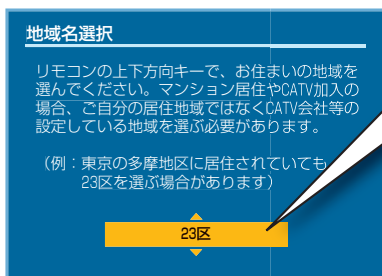 地域名選択
リモコンの上下方向キーで、お住まいの地域を
選んでください。マンション居住やCATV加入の
場合、ご自分の居住地域ではなくCATV会社等の
設定している地域を選ぶ必要があります。
（例：東京の多摩地区に居住されていても
23区を選ぶ場合があります）
23区